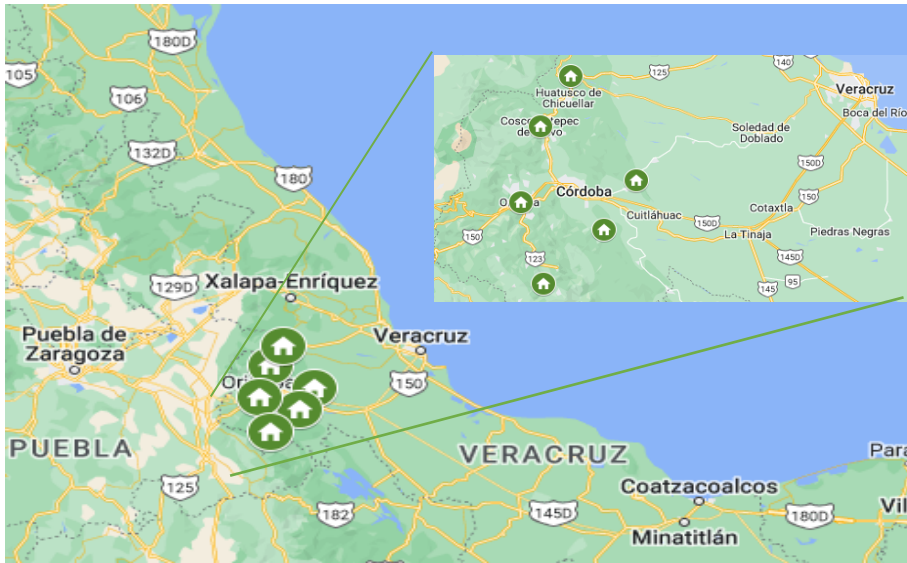 180D
105
106
132D
180
129D
Xalapa-Enríquez
Puebla de
Zaragoza
Veracruz
150
PUEBLA
VERACRUZ
125
182
145D
Coatzacoalcos
Minatitlán
180D
140
125
Huatusco de
Chicuellar
Veracruz
Boca del Río
Soledad de
Doblado
150D
150
Córdoba
Cuitláhuac
Cotaxtla
150D
La Tinaja
Piedras Negras
150
123
145D
145
95